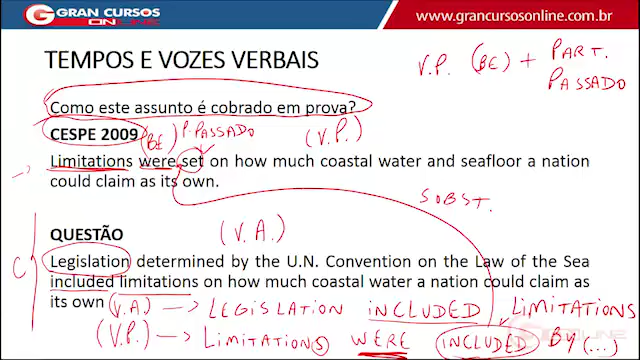 GRAN CURSOS
ONLINE
www.grancursosonline.com.br
TEMPOS E VOZES VERBAIS
V.P. (BE) + PART.
PASSADO
Como este assunto é cobrado em prova?
CESPE 2009
(BE) P. PASSADO (V.P.)
Limitations were set on how much coastal water and seafloor a nation
could claim as its own.
SUBST.
QUESTÃO
(V.A.)
C
Legislation determined by the U.N. Convention on the Law of the Sea
included limitations on how much coastal water a nation could claim as
its own
(V.A) → LEGISLATION INCLUDED LIMITATIONS
(V.P.) → LIMITATION(S) WERE INCLUDED BY (...)